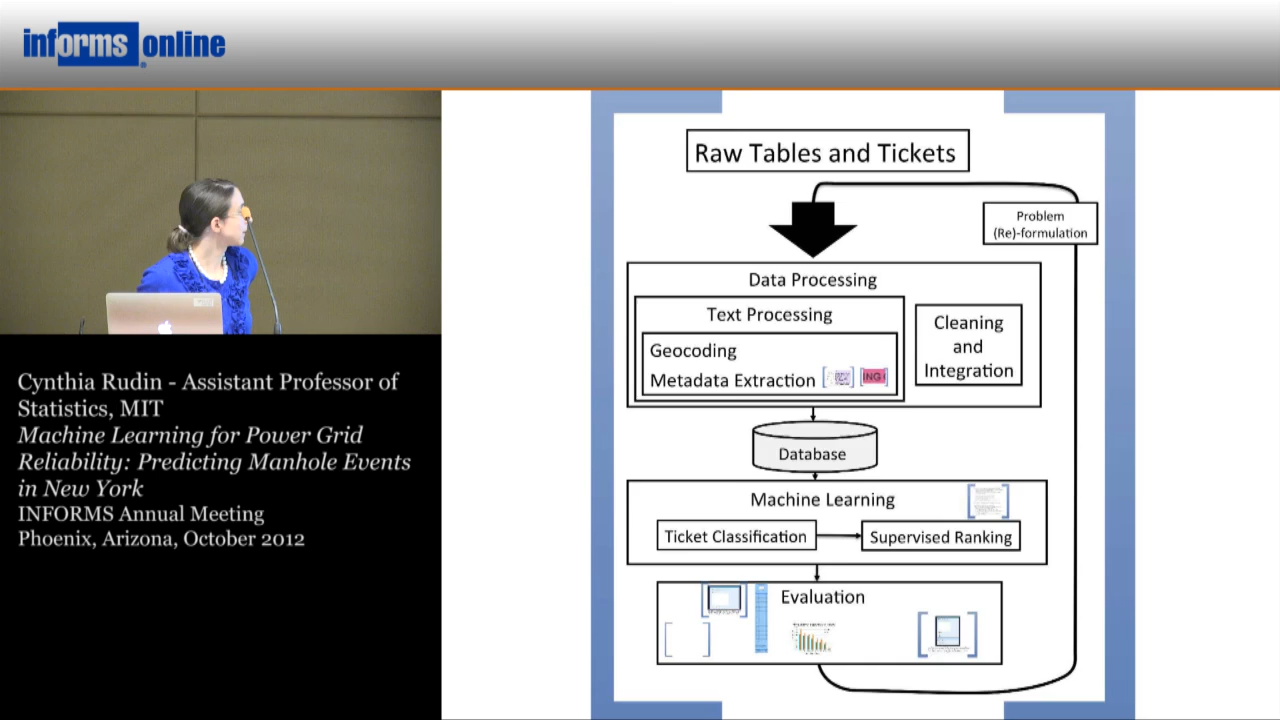 informs online
Raw Tables and Tickets
Problem
(Re)-formulation
Data Processing
Text Processing
Geocoding
Metadata Extraction
Cleaning
and
Integration
Database
Machine Learning
Ticket Classification
Supervised Ranking
Evaluation
Cynthia Rudin - Assistant Professor of
Statistics, MIT
Machine Learning for Power Grid
Reliability: Predicting Manhole Events
in New York
INFORMS Annual Meeting
Phoenix, Arizona, October 2012